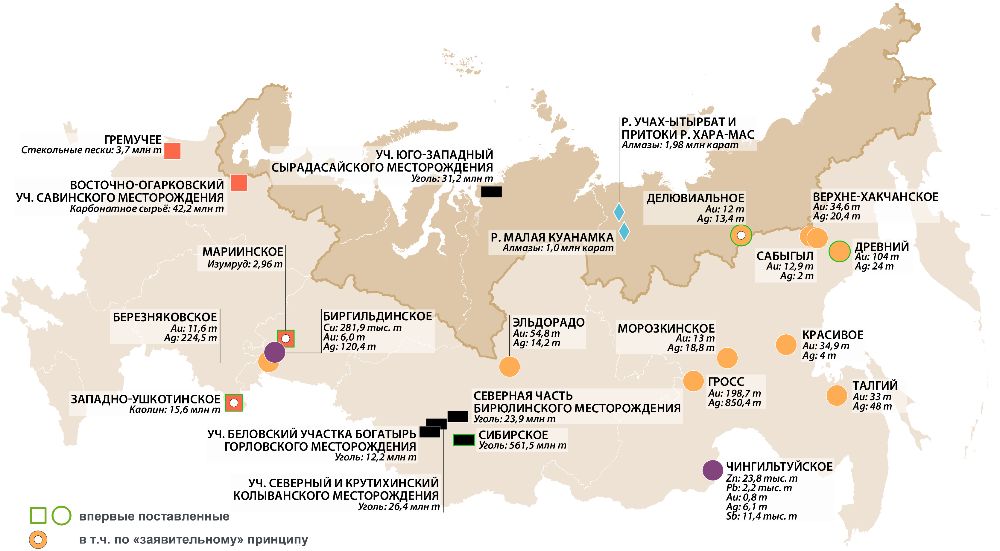 Р. УЧАХ-ЫТЫРБАТ И
ПРИТОКИ Р. ХАРА-МАС
Алмазы: 1,98 млн карат
ГРЕМУЧЕЕ
Стекольные пески: 3,7 млн т
УЧ. ЮГО-ЗАПАДНЫЙ
СЫРАДАСАЙСКОГО МЕСТОРОЖДЕНИЯ
Уголь: 31,2 млн т
ВОСТОЧНО-ОГАРКОВСКИЙ
УЧ. САВИНСКОГО МЕСТОРОЖДЕНИЯ
Карбонатное сырьё: 42,2 млн т
ДЕЛЮВИАЛЬНОЕ
Au: 12 т
Ag: 13,4 т
ВЕРХНЕ-ХАКЧАНСКОЕ
Au: 34,6 т
Ag: 20,4 т
Р. МАЛАЯ КУАНАМКА
Алмазы: 1,0 млн карат
МАРИИНСКОЕ
Изумруд: 2,96 т
САБЫГЫЛ
Au: 12,9 т
Ag: 2 т
ДРЕВНИЙ
Au: 104 т
Ag: 24 т
БЕРЕЗНЯКОВСКОЕ
Au: 11,6 т
Ag: 224,5 т
БИРГИЛЬДИНСКОЕ
Cu: 281,9 тыс. т
Au: 6,0 т
Ag: 120,4 т
ЭЛЬДОРАДО
Au: 54,8 т
Ag: 14,2 т
МОРОЗКИНСКОЕ
Au: 13 т
Ag: 18,8 т
КРАСИВОЕ
Au: 34,9 т
Ag: 4 т
ГРОСС
Au: 198,7 т
Ag: 850,4 т
ТАЛГИЙ
Au: 33 т
Ag: 48 т
ЗАПАДНО-УШКОТИНСКОЕ
Каолин: 15,6 млн т
СЕВЕРНАЯ ЧАСТЬ
БИРЮЛИНСКОГО МЕСТОРОЖДЕНИЯ
Уголь: 23,9 млн т
УЧ. БЕЛОВСКИЙ УЧАСТКА БОГАТЫРЬ
ГОРЛОВСКОГО МЕСТОРОЖДЕНИЯ
Уголь: 12,2 млн т
СИБИРСКОЕ
Уголь: 561,5 млн т
УЧ. СЕВЕРНЫЙ И КРУТИХИНСКИЙ
КОЛЫВАНСКОГО МЕСТОРОЖДЕНИЯ
Уголь: 26,4 млн т
ЧИНГИЛЬТУЙСКОЕ
Zn: 23,8 тыс. т
Pb: 2,2 тыс. т
Au: 0,8 т
Ag: 6,1 т
Sb: 11,4 тыс. т
впервые поставленные
в т.ч. по «заявительному» принципу